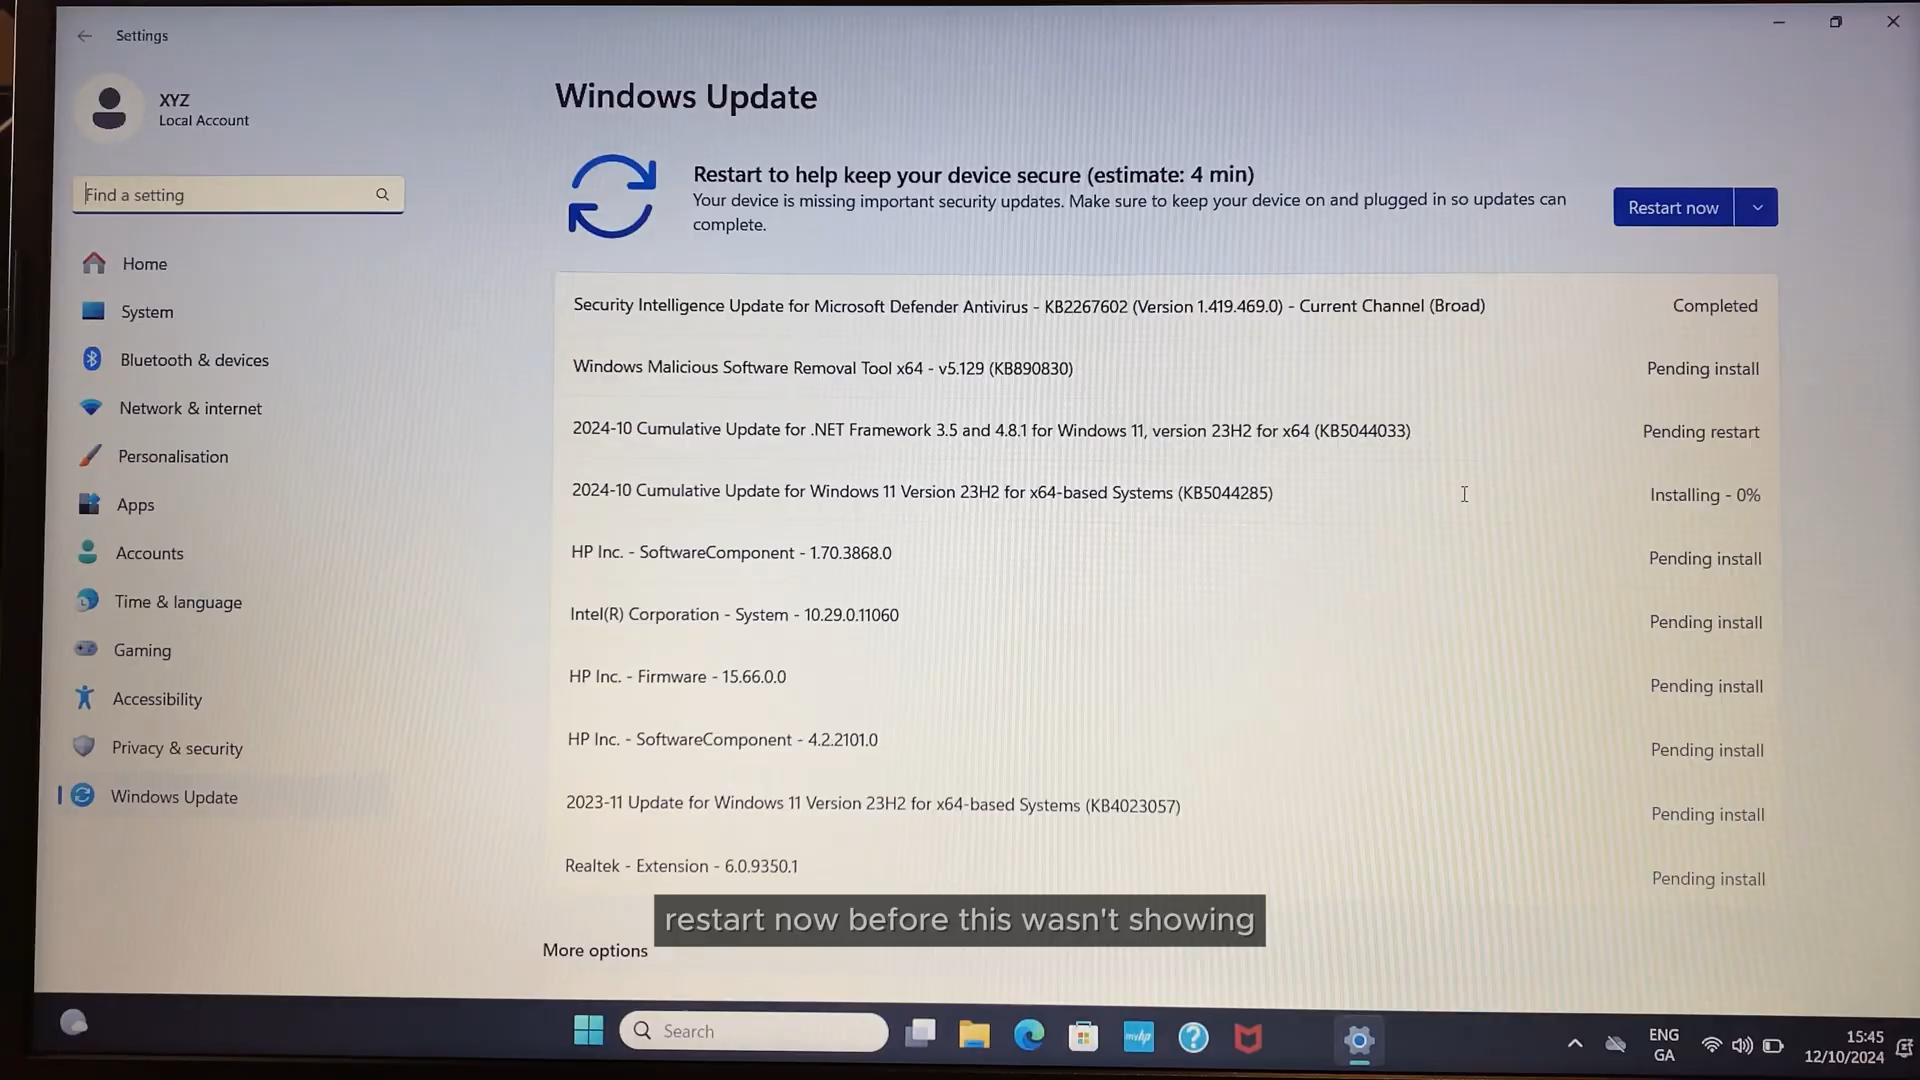 Settings
XYZ
Local Account
Find a setting
Home
System
Bluetooth & devices
Network & internet
Personalisation
Apps
Accounts
Time & language
Gaming
Accessibility
Privacy & security
Windows Update
Windows Update
Restart to help keep your device secure (estimate: 4 min)
Your device is missing important security updates. Make sure to keep your device on and plugged in so updates can
complete.
Restart now
Security Intelligence Update for Microsoft Defender Antivirus - KB2267602 (Version 1.419.469.0) - Current Channel (Broad) Completed
Windows Malicious Software Removal Tool x64 - v5.129 (KB890830) Pending install
2024-10 Cumulative Update for .NET Framework 3.5 and 4.8.1 for Windows 11, version 23H2 for x64 (KB5044033) Pending restart
2024-10 Cumulative Update for Windows 11 Version 23H2 for x64-based Systems (KB5044285) Installing - 0%
HP Inc. - SoftwareComponent - 1.70.3868.0 Pending install
Intel(R) Corporation - System - 10.29.0.11060 Pending install
HP Inc. - Firmware - 15.66.0.0 Pending install
HP Inc. - SoftwareComponent - 4.2.2101.0 Pending install
2023-11 Update for Windows 11 Version 23H2 for x64-based Systems (KB4023057) Pending install
Realtek - Extension - 6.0.9350.1 Pending install
restart now before this wasn't showing
More options
Search
myhp
ENG
GA
15:45
12/10/2024